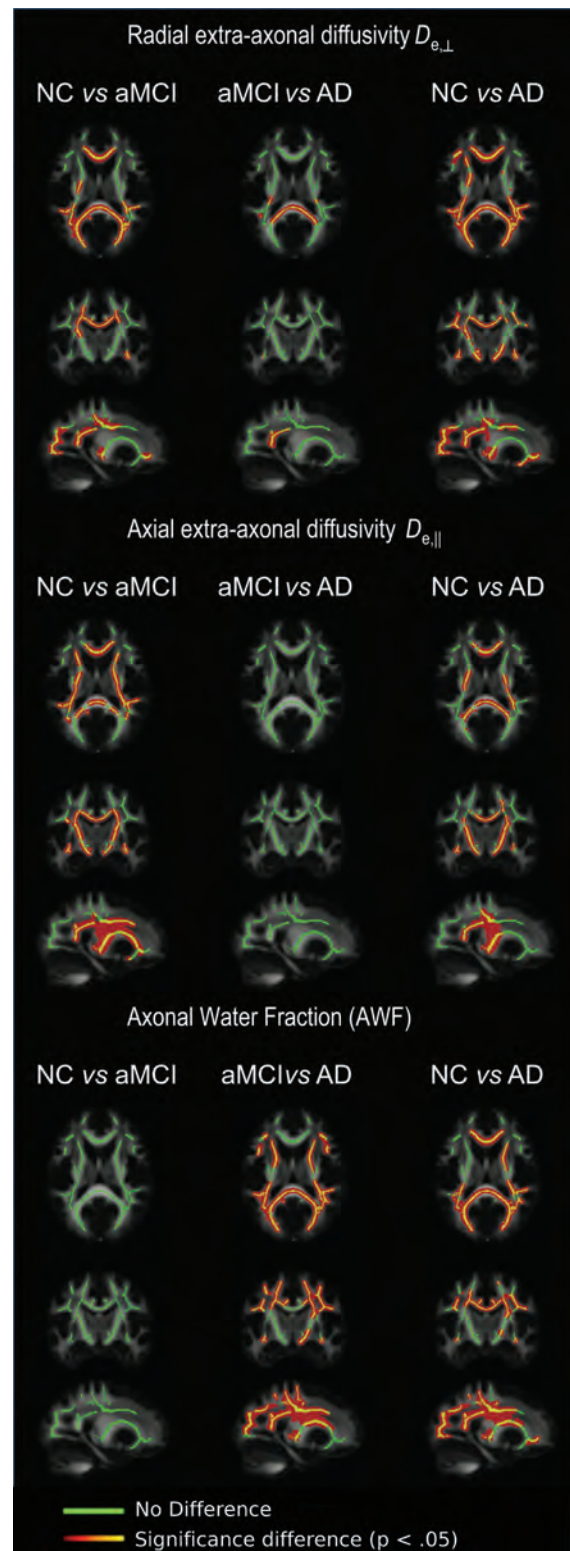 Radial extra-axonal diffusivity De,⊥
NC vs aMCI aMCI vs AD NC vs AD
Axial extra-axonal diffusivity De,||
NC vs aMCI aMCI vs AD NC vs AD
Axonal Water Fraction (AWF)
NC vs aMCI aMCI vs AD NC vs AD
No Difference
Significance difference (p < .05)